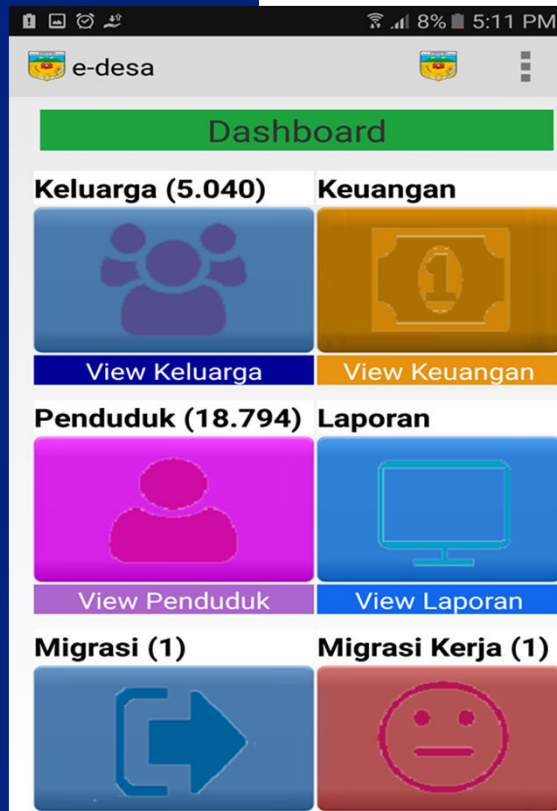 8% 5:11 PM
e-desa
Dashboard
Keluarga (5.040) Keuangan
1
View Keluarga View Keuangan
Penduduk (18.794) Laporan
View Penduduk View Laporan
Migrasi (1) Migrasi Kerja (1)